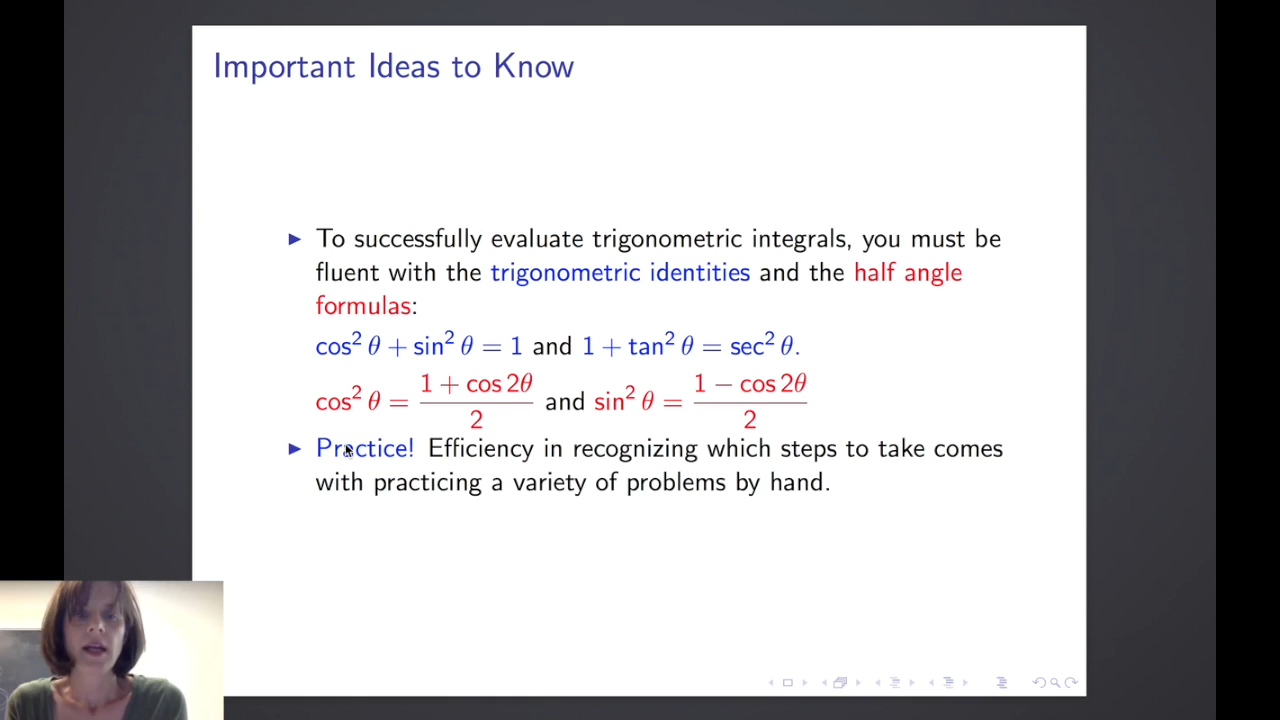 Important Ideas to Know
▶ To successfully evaluate trigonometric integrals, you must be
fluent with the trigonometric identities and the half angle
formulas:
cos² θ + sin² θ = 1 and 1 + tan² θ = sec² θ.
cos² θ = (1 + cos 2θ)/2 and sin² θ = (1 − cos 2θ)/2
▶ Practice! Efficiency in recognizing which steps to take comes
with practicing a variety of problems by hand.